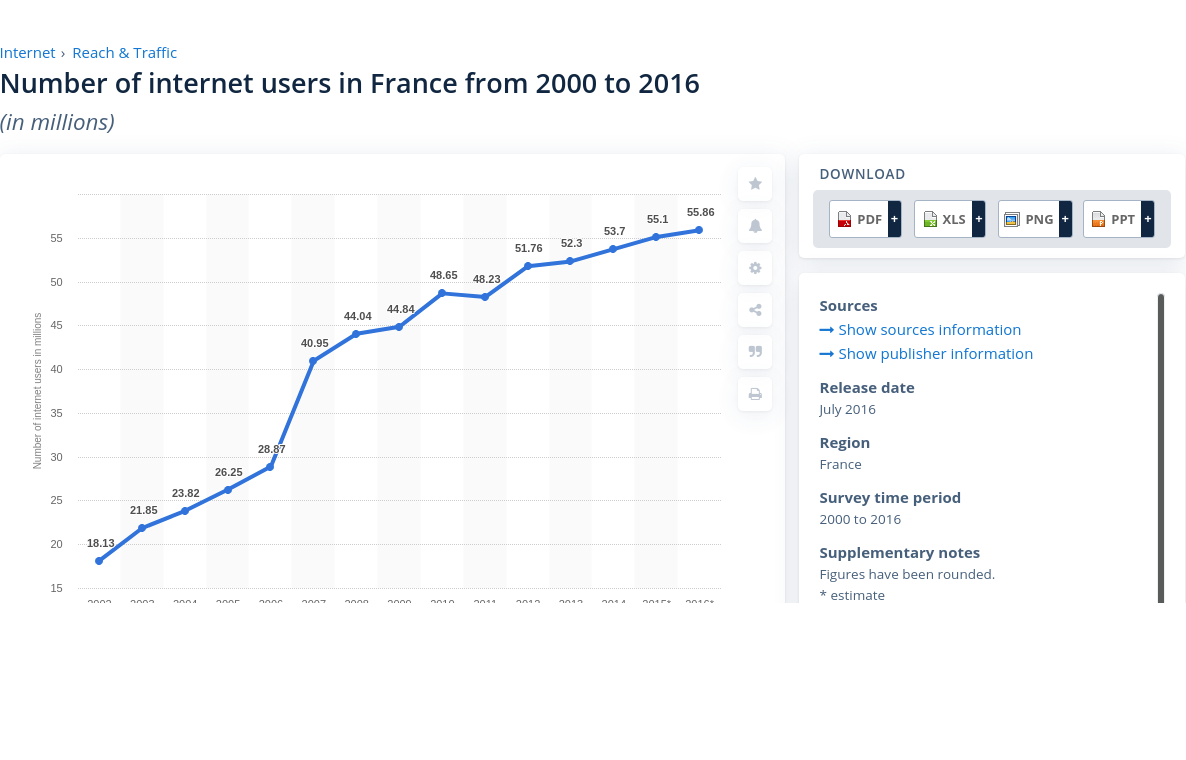 Internet › Reach & Traffic
Number of internet users in France from 2000 to 2016
(in millions)
Number of internet users in millions
55
50
45
40
35
30
25
20
15
18.13
21.85
23.82
26.25
28.87
40.95
44.04
44.84
48.65
48.23
51.76
52.3
53.7
55.1
55.86
DOWNLOAD
PDF + XLS + PNG + PPT +
Sources
Show sources information
Show publisher information
Release date
July 2016
Region
France
Survey time period
2000 to 2016
Supplementary notes
Figures have been rounded.
* estimate